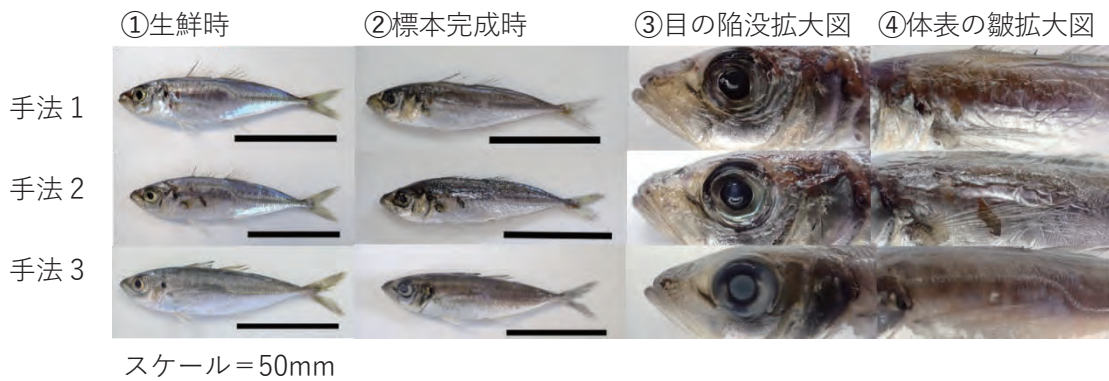 ①生鮮時 ②標本完成時 ③目の陥没拡大図 ④体表の皺拡大図
手法1
手法2
手法3
スケール＝50mm